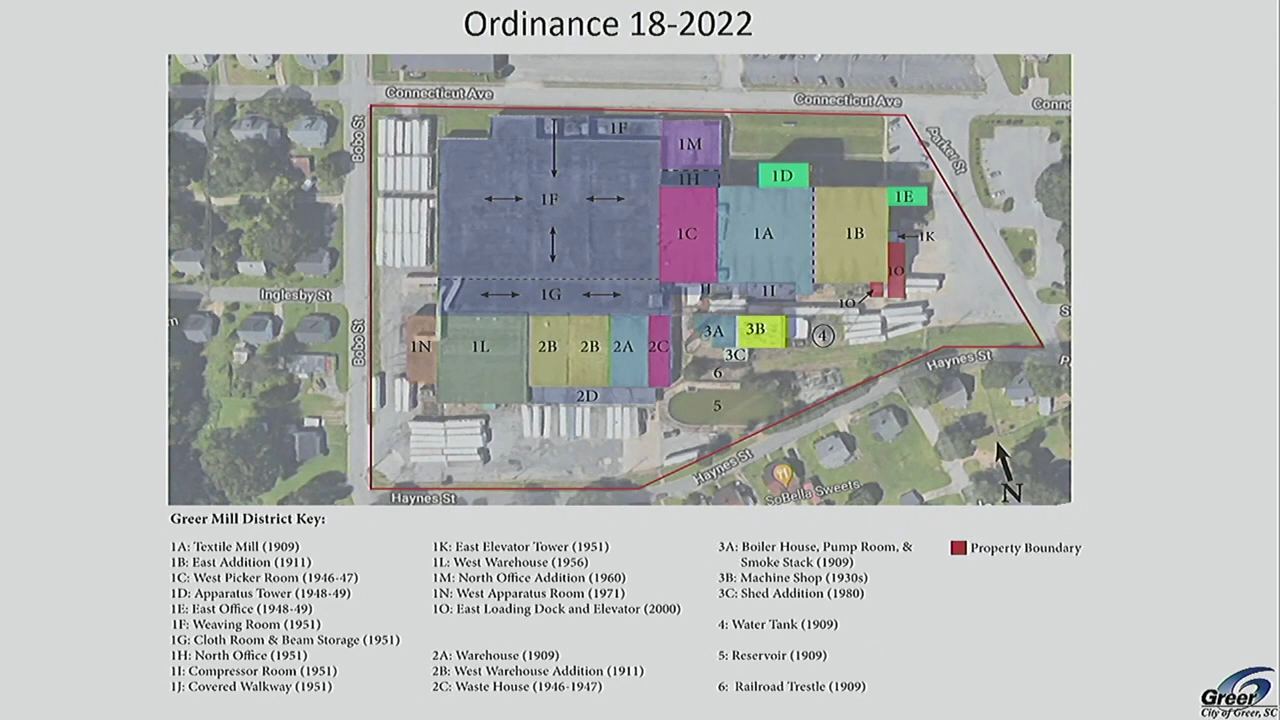 Ordinance 18-2022
Connecticut Ave
Connecticut Ave
Conne
Bobo St
Parker St
1F
1M
1H
1D
1E
1F
1C
1A
1B
1K
1O
Inglesby St
1G
1J
1I
1O
S
m
Bobo St
1N
1L
2B
2B
2A
2C
3A
3B
3C
4
Haynes St
P
6
2D
5
Haynes St
Haynes St
SoBella Sweets
N
Greer Mill District Key:
1A: Textile Mill (1909)
1B: East Addition (1911)
1C: West Picker Room (1946-47)
1D: Apparatus Tower (1948-49)
1E: East Office (1948-49)
1F: Weaving Room (1951)
1G: Cloth Room & Beam Storage (1951)
1H: North Office (1951)
1I: Compressor Room (1951)
1J: Covered Walkway (1951)
1K: East Elevator Tower (1951)
1L: West Warehouse (1956)
1M: North Office Addition (1960)
1N: West Apparatus Room (1971)
1O: East Loading Dock and Elevator (2000)
2A: Warehouse (1909)
2B: West Warehouse Addition (1911)
2C: Waste House (1946-1947)
3A: Boiler House, Pump Room, &
Smoke Stack (1909)
3B: Machine Shop (1930s)
3C: Shed Addition (1980)
4: Water Tank (1909)
5: Reservoir (1909)
6: Railroad Trestle (1909)
Property Boundary
Greer
City of Greer, SC